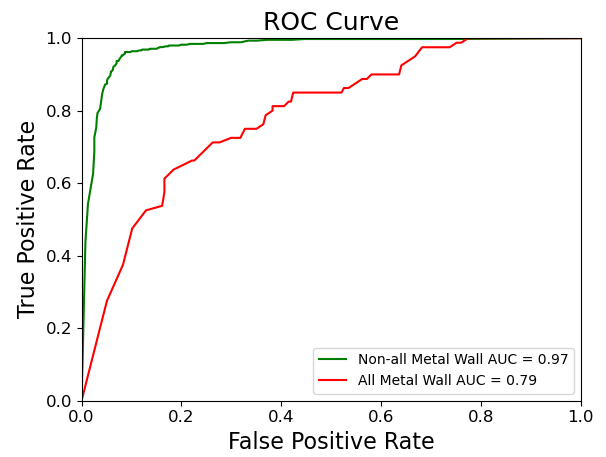 ROC Curve
1.0
0.8
0.6
0.4
0.2
0.0
True Positive Rate
Non-all Metal Wall AUC = 0.97
All Metal Wall AUC = 0.79
0.0 0.2 0.4 0.6 0.8 1.0
False Positive Rate